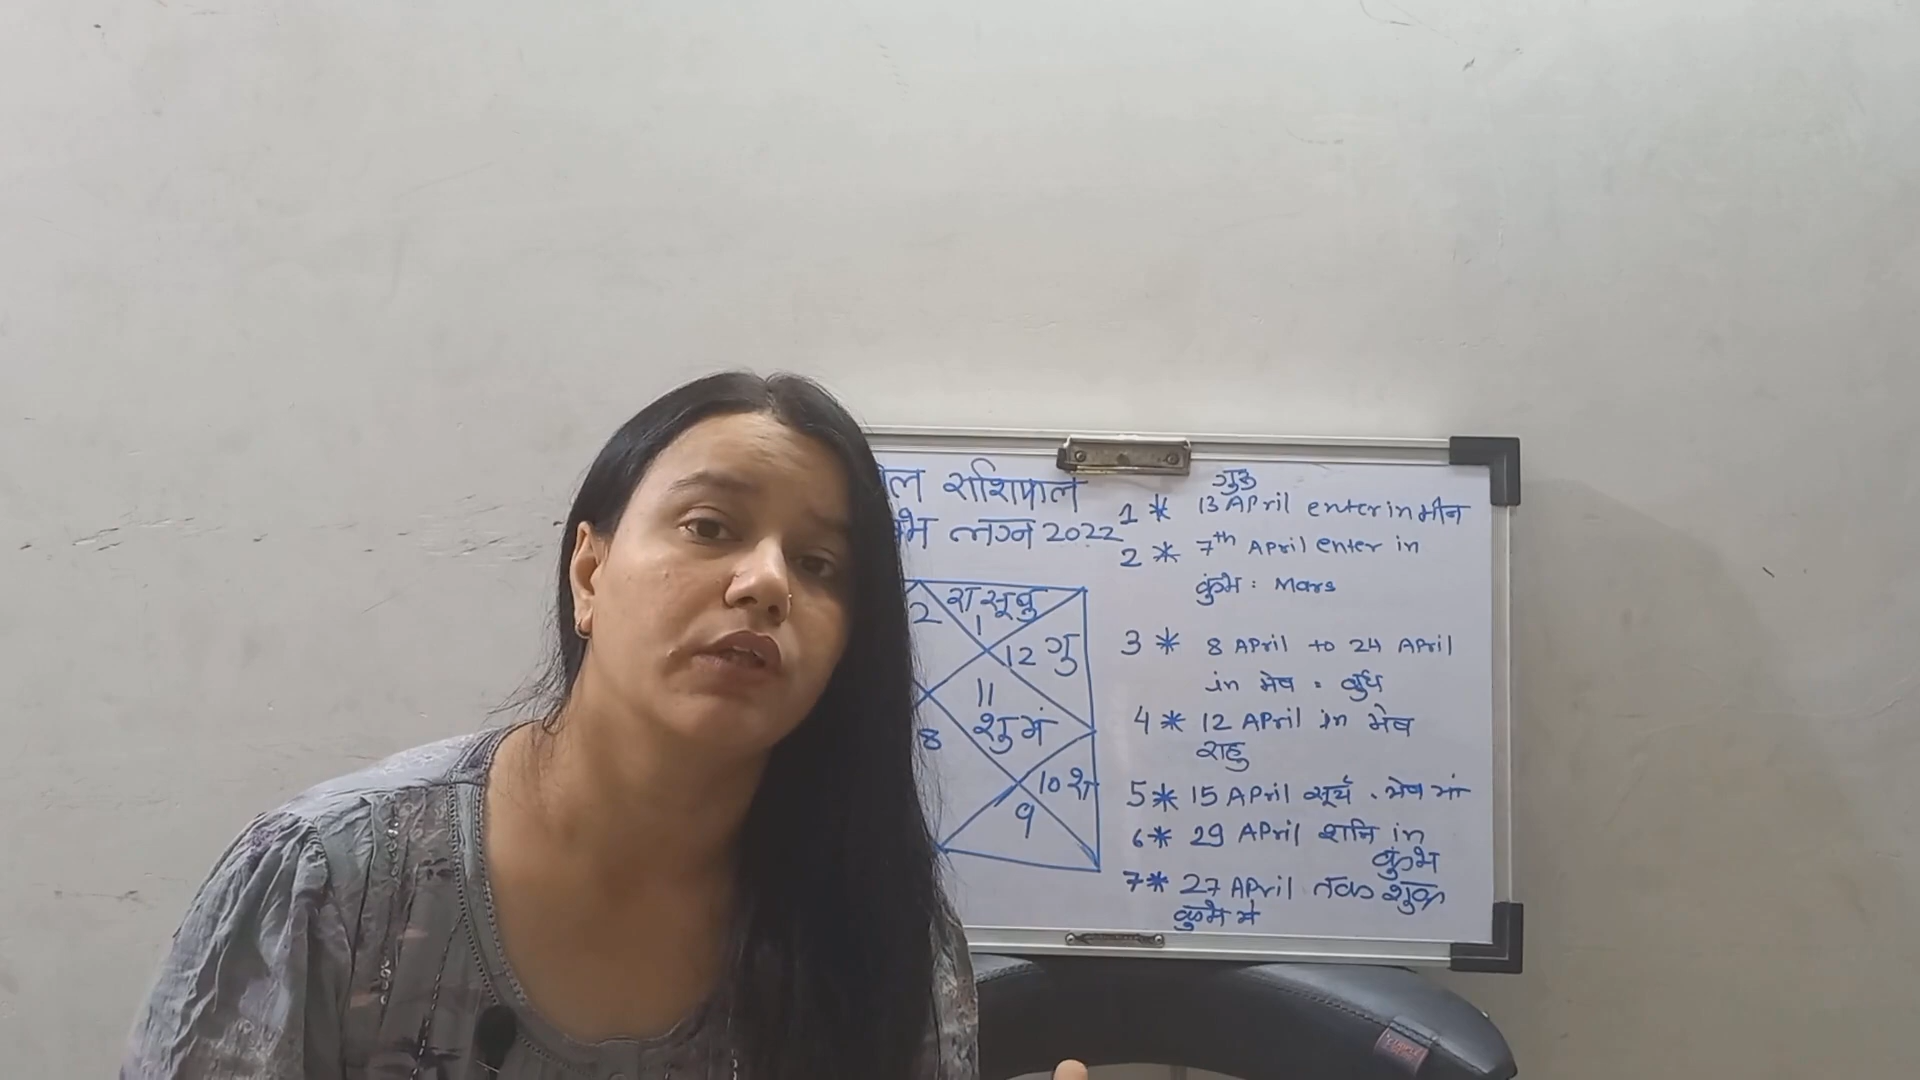 राशिफल
लग्न 2022
2
रा सू बु
1
12 गु
11
शु मं
8
10 श
9
गुरु
1 * 13 April enter in मीन
2 * 7th April enter in
कुंभ : Mars
3 * 8 April to 24 April
in मेष : बुध
4 * 12 April in मेष
राहु
5 * 15 April सूर्य . मेष मां
6 * 29 April शनि in
कुंभ
7 * 27 April तक शुक्र
कुंभ मे